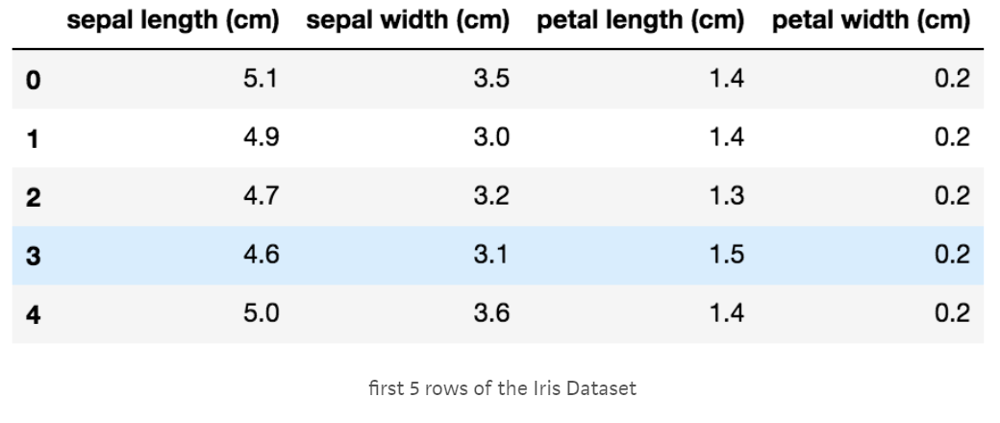 sepal length (cm) sepal width (cm) petal length (cm) petal width (cm)
0 5.1 3.5 1.4 0.2
1 4.9 3.0 1.4 0.2
2 4.7 3.2 1.3 0.2
3 4.6 3.1 1.5 0.2
4 5.0 3.6 1.4 0.2
first 5 rows of the Iris Dataset